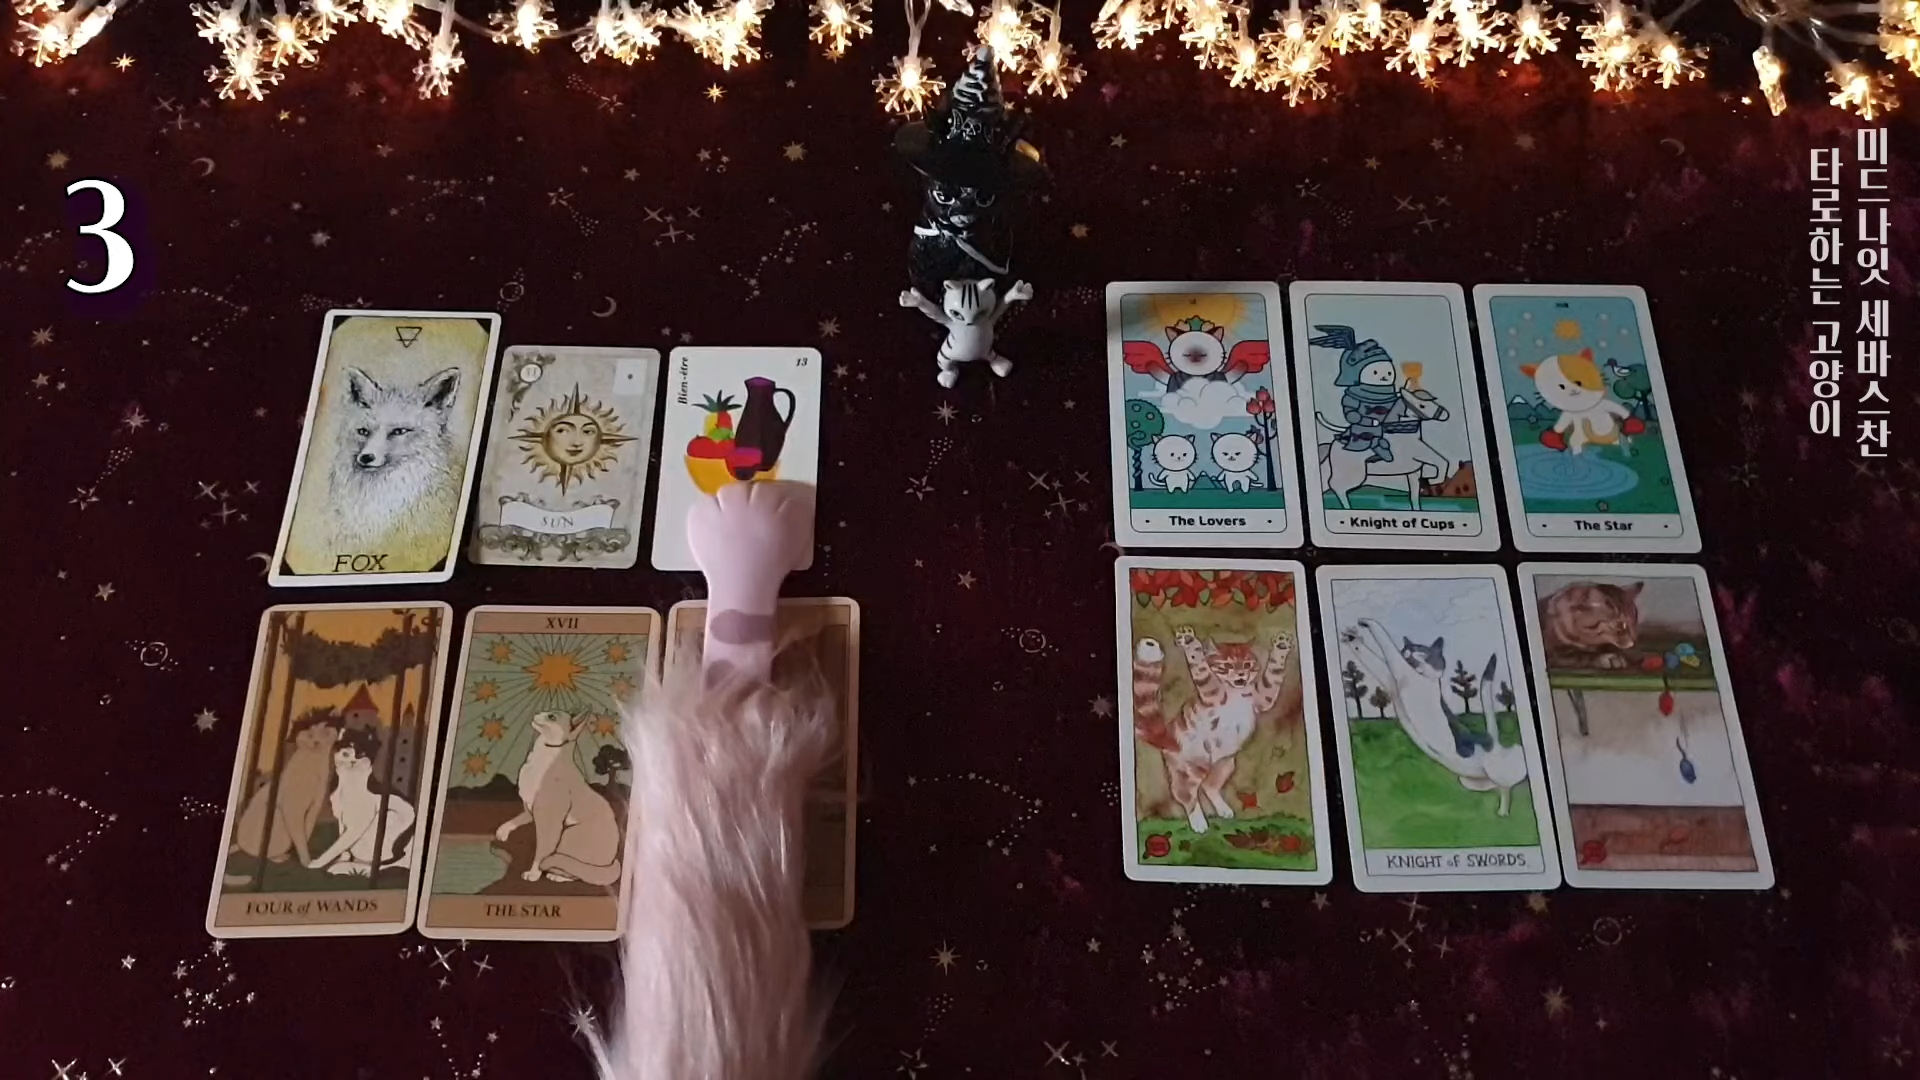 3
미드나잇 세바스찬
타로하는 고양이
FOX
SUN
Bien-être
13
XVII
FOUR of WANDS
THE STAR
The Lovers
Knight of Cups
The Star
KNIGHT of SWORDS